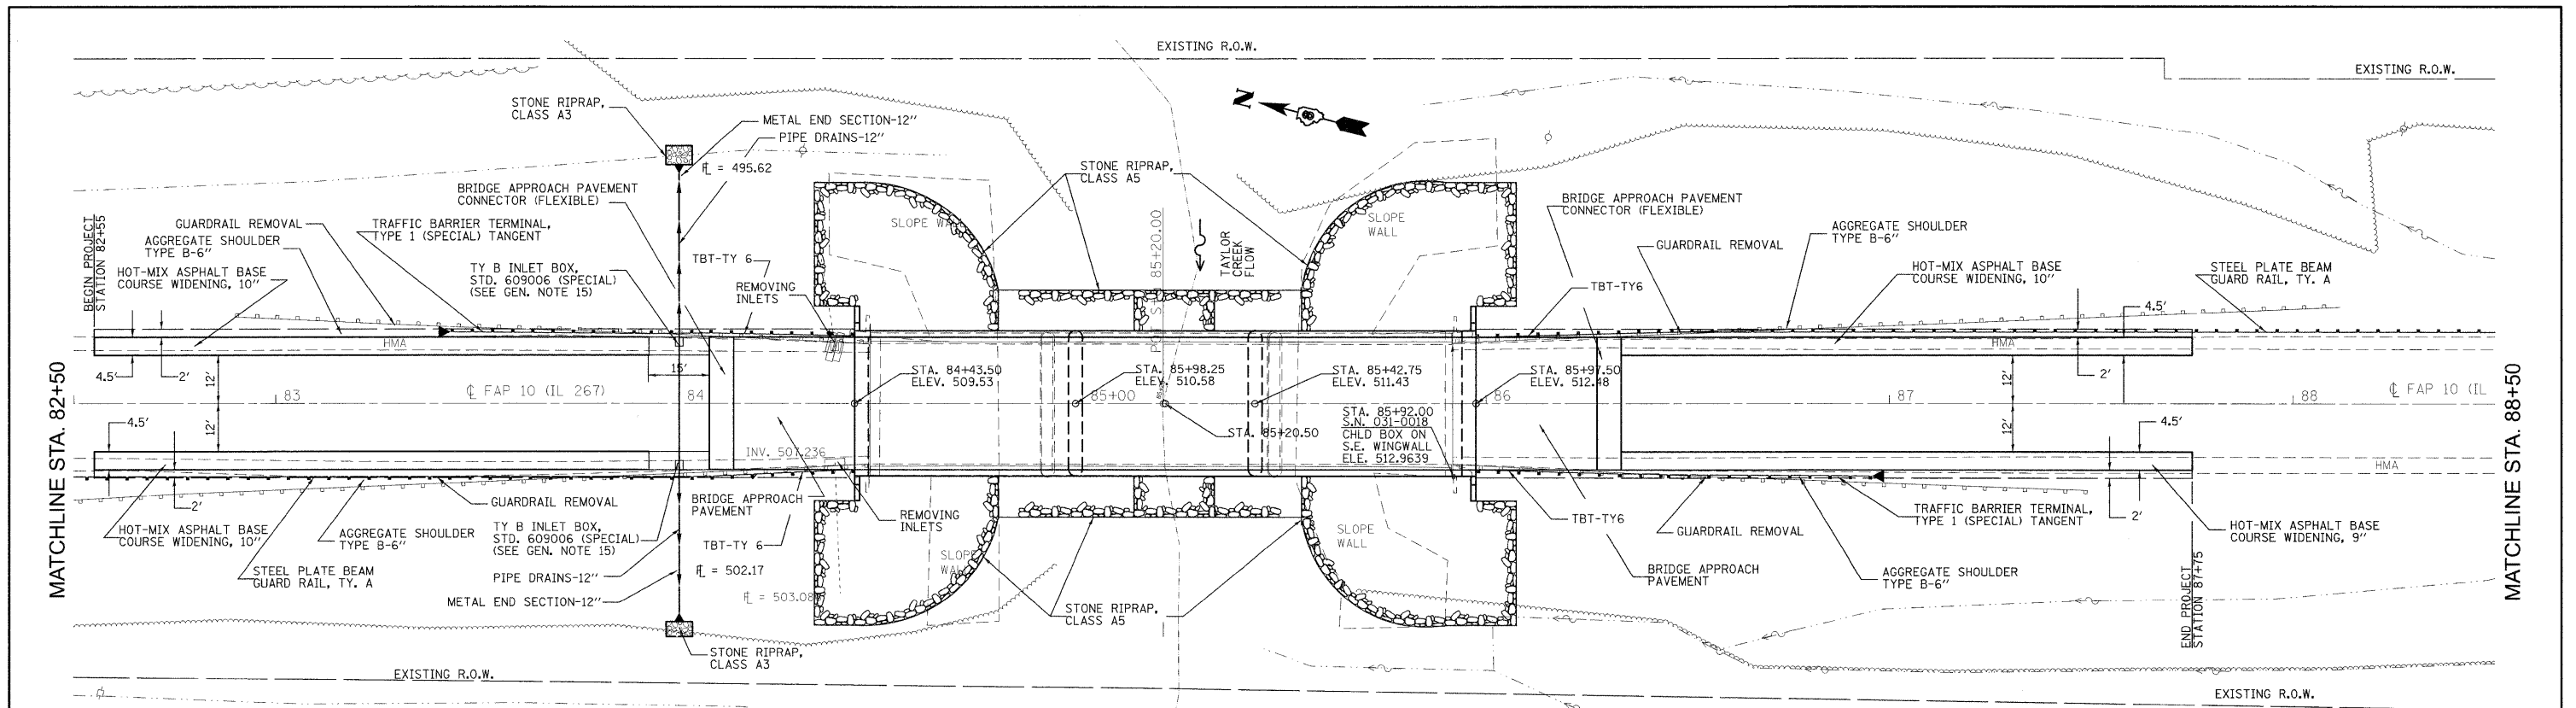 EXISTING R.O.W.
EXISTING R.O.W.
STONE RIPRAP,
CLASS A3
METAL END SECTION-12"
PIPE DRAINS-12"
N
℄ = 495.62
STONE RIPRAP,
CLASS A5
BRIDGE APPROACH PAVEMENT
CONNECTOR (FLEXIBLE)
BRIDGE APPROACH PAVEMENT
CONNECTOR (FLEXIBLE)
BEGIN PROJECT
STATION 82+55
GUARDRAIL REMOVAL
TRAFFIC BARRIER TERMINAL,
TYPE 1 (SPECIAL) TANGENT
AGGREGATE SHOULDER
TYPE B-6"
HOT-MIX ASPHALT BASE
COURSE WIDENING, 10"
TY B INLET BOX,
STD. 609006 (SPECIAL)
(SEE GEN. NOTE 15)
TBT-TY 6
REMOVING
INLETS
SLOPE
TAYLOR
CREEK
FLOW
SLOPE
WALL
GUARDRAIL REMOVAL
AGGREGATE SHOULDER
TYPE B-6"
HOT-MIX ASPHALT BASE
COURSE WIDENING, 10"
STEEL PLATE BEAM
GUARD RAIL, TY. A
TBT-TY6
4.5'
HMA
HMA
4.5'
2'
12'
15'
12'
2'
MATCHLINE STA. 82+50
83
℄ FAP 10 (IL 267)
84
STA. 84+43.50
ELEV. 509.53
STA. 85+98.25
ELEV. 510.58
85+00
STA. 85+42.75
ELEV. 511.43
STA. 85+97.50
ELEV. 512.48
86
87
88
℄ FAP 10 (IL
MATCHLINE STA. 88+50
STA. 85+20.50
STA. 85+92.00
S.N. 031-0018
CHLD BOX ON
S.E. WINGWALL
ELE. 512.9639
4.5'
12'
12'
4.5'
INV. 507.236
HMA
2'
2'
HOT-MIX ASPHALT BASE
COURSE WIDENING, 10"
AGGREGATE SHOULDER
TYPE B-6"
GUARDRAIL REMOVAL
TY B INLET BOX,
STD. 609006 (SPECIAL)
(SEE GEN. NOTE 15)
BRIDGE APPROACH
PAVEMENT
REMOVING
INLETS
TBT-TY 6
STEEL PLATE BEAM
GUARD RAIL, TY. A
PIPE DRAINS-12"
℄ = 502.17
METAL END SECTION-12"
SLOPE
STONE RIPRAP,
CLASS A5
SLOPE
WALL
TBT-TY6
GUARDRAIL REMOVAL
TRAFFIC BARRIER TERMINAL,
TYPE 1 (SPECIAL) TANGENT
HOT-MIX ASPHALT BASE
COURSE WIDENING, 9"
BRIDGE APPROACH
PAVEMENT
AGGREGATE SHOULDER
TYPE B-6"
END PROJECT
STATION 87+75
STONE RIPRAP,
CLASS A3
EXISTING R.O.W.
EXISTING R.O.W.